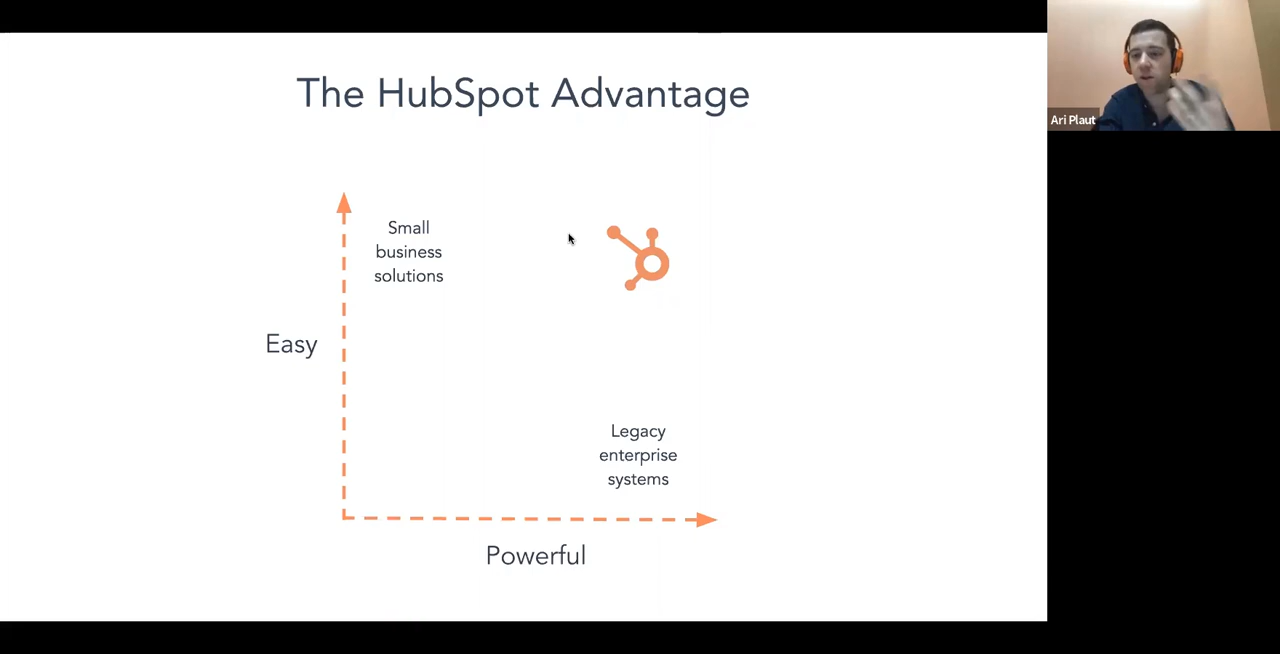 The HubSpot Advantage
Ari Plaut
Small
business
solutions
Easy
Legacy
enterprise
systems
Powerful